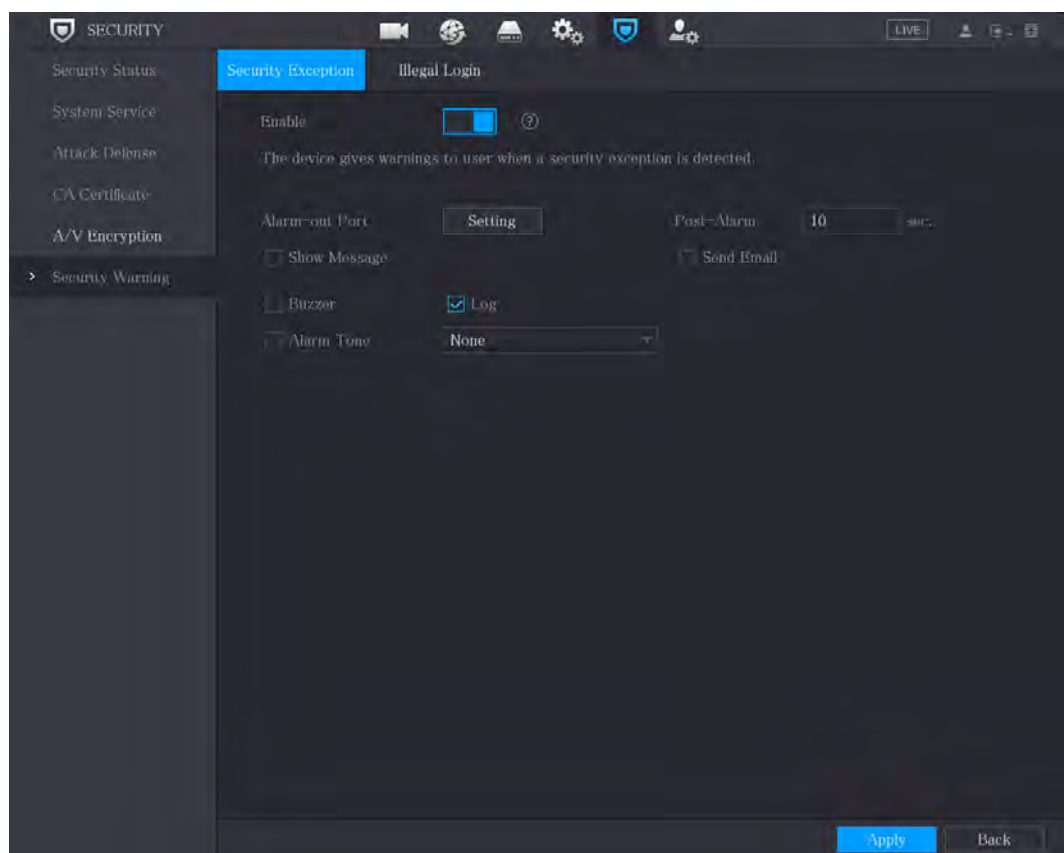 SECURITY
LIVE
Security Status
Security Exception
Illegal Login
System Service
Enable
Attack Defense
The device gives warnings to user when a security exception is detected.
CA Certificate
A/V Encryption
Alarm-out Port
Setting
Post-Alarm
10
sec.
Security Warning
Show Message
Send Email
Buzzer
Log
Alarm Tone
None
Apply
Back